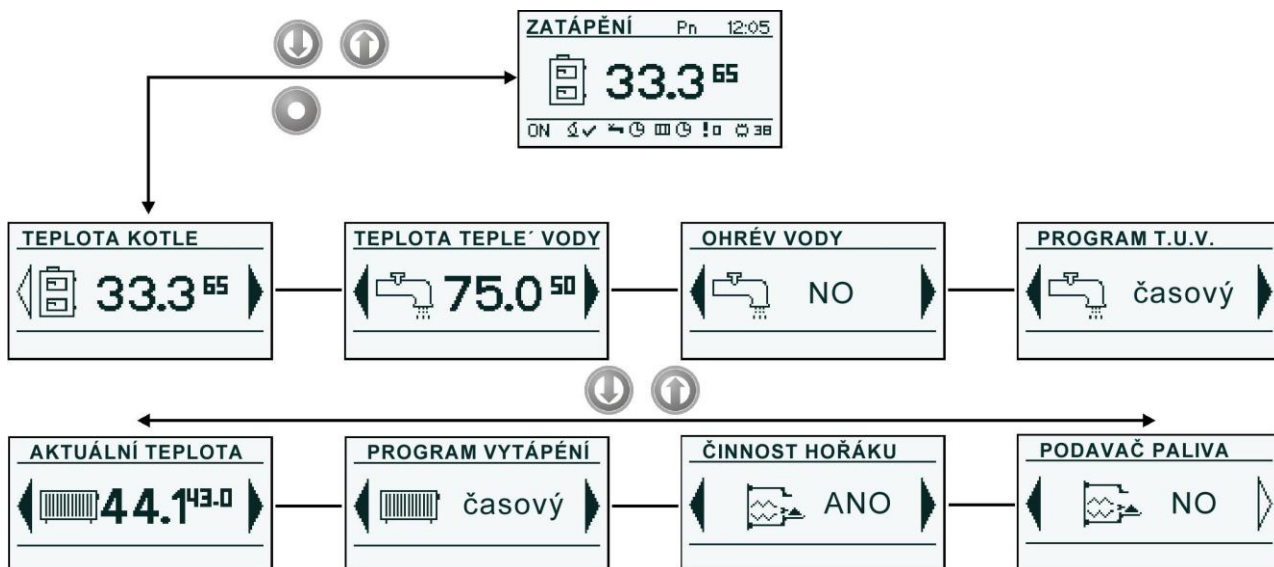 ZATÁPĚNÍ Pn 12:05
33.3 65
ON 38
TEPLOTA KOTLE
33.3 65
TEPLOTA TEPLE´ VODY
75.0 50
OHRÉV VODY
NO
PROGRAM T.U.V.
časový
AKTUÁLNÍ TEPLOTA
44.1 43.0
PROGRAM VYTÁPÉNÍ
časový
ČINNOST HOŘÁKU
ANO
PODAVAČ PALIVA
NO